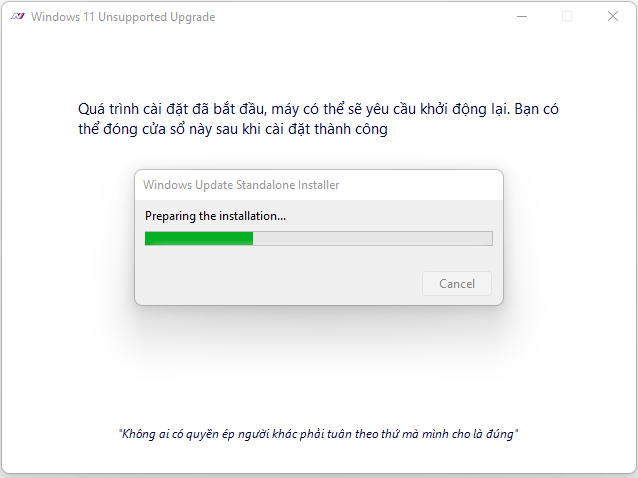 Windows 11 Unsupported Upgrade
Quá trình cài đặt đã bắt đầu, máy có thể sẽ yêu cầu khởi động lại. Bạn có
thể đóng cửa sổ này sau khi cài đặt thành công
Windows Update Standalone Installer
Preparing the installation...
Cancel
"Không ai có quyền ép người khác phải tuân theo thứ mà mình cho là đúng"